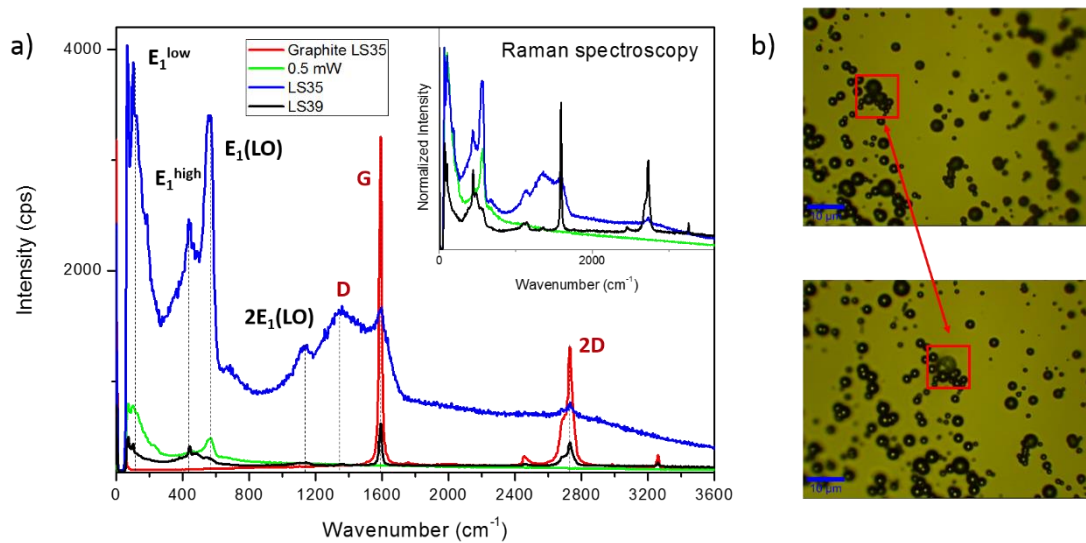 a)
b)
4000
2000
0
Intensity (cps)
E₁ˡᵒʷ
E₁ʰⁱᵍʰ
E₁(LO)
2E₁(LO)
D
G
2D
Graphite LS35
0.5 mW
LS35
LS39
Raman spectroscopy
Normalized Intensity
0
2000
Wavenumber (cm⁻¹)
0 400 800 1200 1600 2000 2400 2800 3200 3600
Wavenumber (cm⁻¹)
10 µm
10 µm